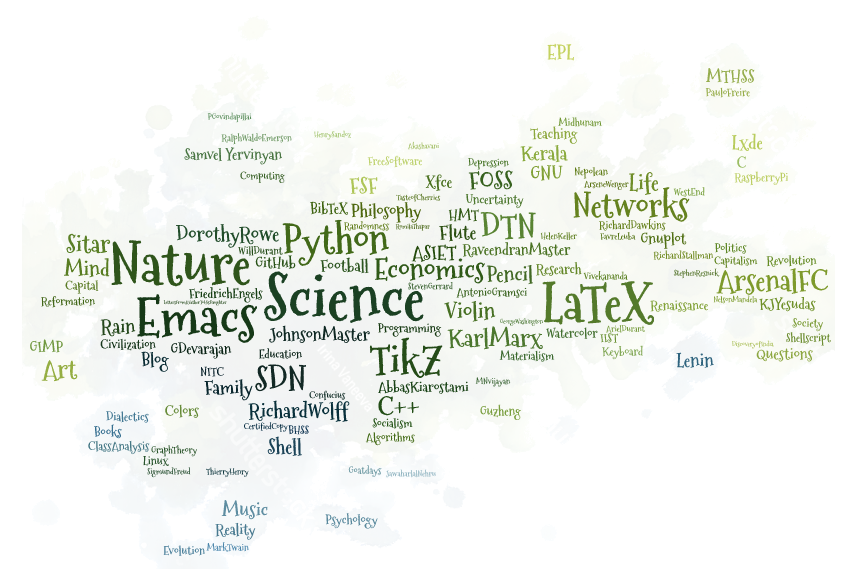 EPL
MTHSS
PauloFreire
PGovindapillai
Midhunam
RalphWaldoEmerson
HenrySandoz
Teaching
Lxde
Akasharani
Samvel Yervinyan
FreeSoftware
Kerala
C
Depression
Computing
FSF
Xfce
FOSS
GNU
Nepolean
RaspberryPi
ArseneWenger
Life
WestEnd
TasteofCherries
Uncertainty
BibTeX
Philosophy
HMT
Networks
Randomness
RomilaThapar
Flute
DTN
RichardDawkins
DorothyRowe
Python
HelenKeller
FavreLeuba
Gnuplot
Sitar
Nature
WillDurant
ASIET
RaveendranMaster
Politics
GitHub
Football
Economics
Pencil
Research
RichardStallman
Capitalism
Revolution
Mind
Vivekananda
StephenResnick
ArsenalFC
Capital
FriedrichEngels
Science
StevenGerrard
AntonioGramsci
LaTeX
Reformation
Emacs
Violin
Renaissance
NelsonMandela
KJYesudas
GeorgeWashington
Society
Rain
JohnsonMaster
Programming
KarlMarx
Watercolor
ArielDurant
IIST
Shellscript
Civilization
GDevarajan
GIMP
Blog
Education
TikZ
Materialism
Keyboard
Questions
Lenin
Art
NITC
SDN
Family
AbbasKiarostami
MNvijayan
Confucius
Colors
RichardWolff
C++
Guzheng
Dialectics
Books
CertifiedCopy
BHSS
Socialism
ClassAnalysis
GraphTheory
Shell
Algorithms
Linux
SigmundFreud
ThierryHenry
Goatdays
JawaharlalNehru
Music
Psychology
Reality
Evolution
MarkTwain